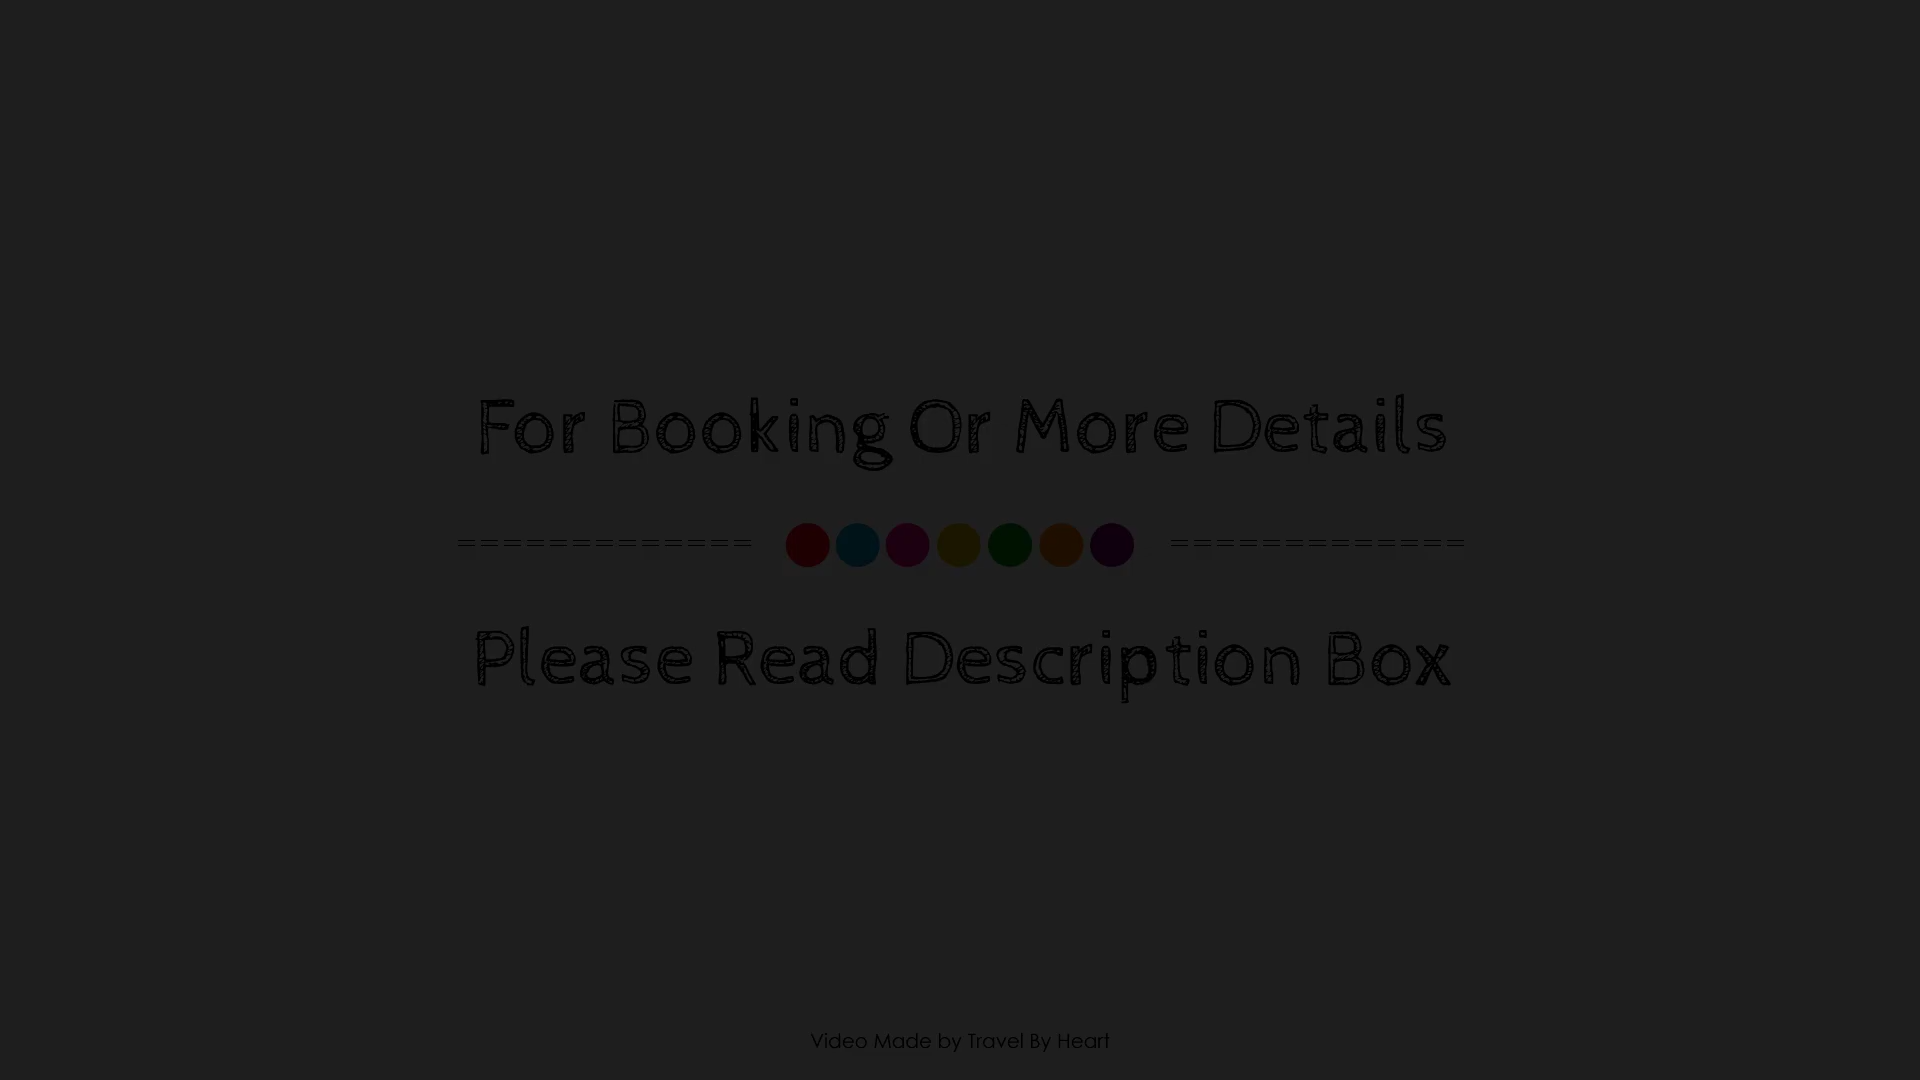 For Booking Or More Details
============= =============
Please Read Description Box
Video Made by Travel By Heart